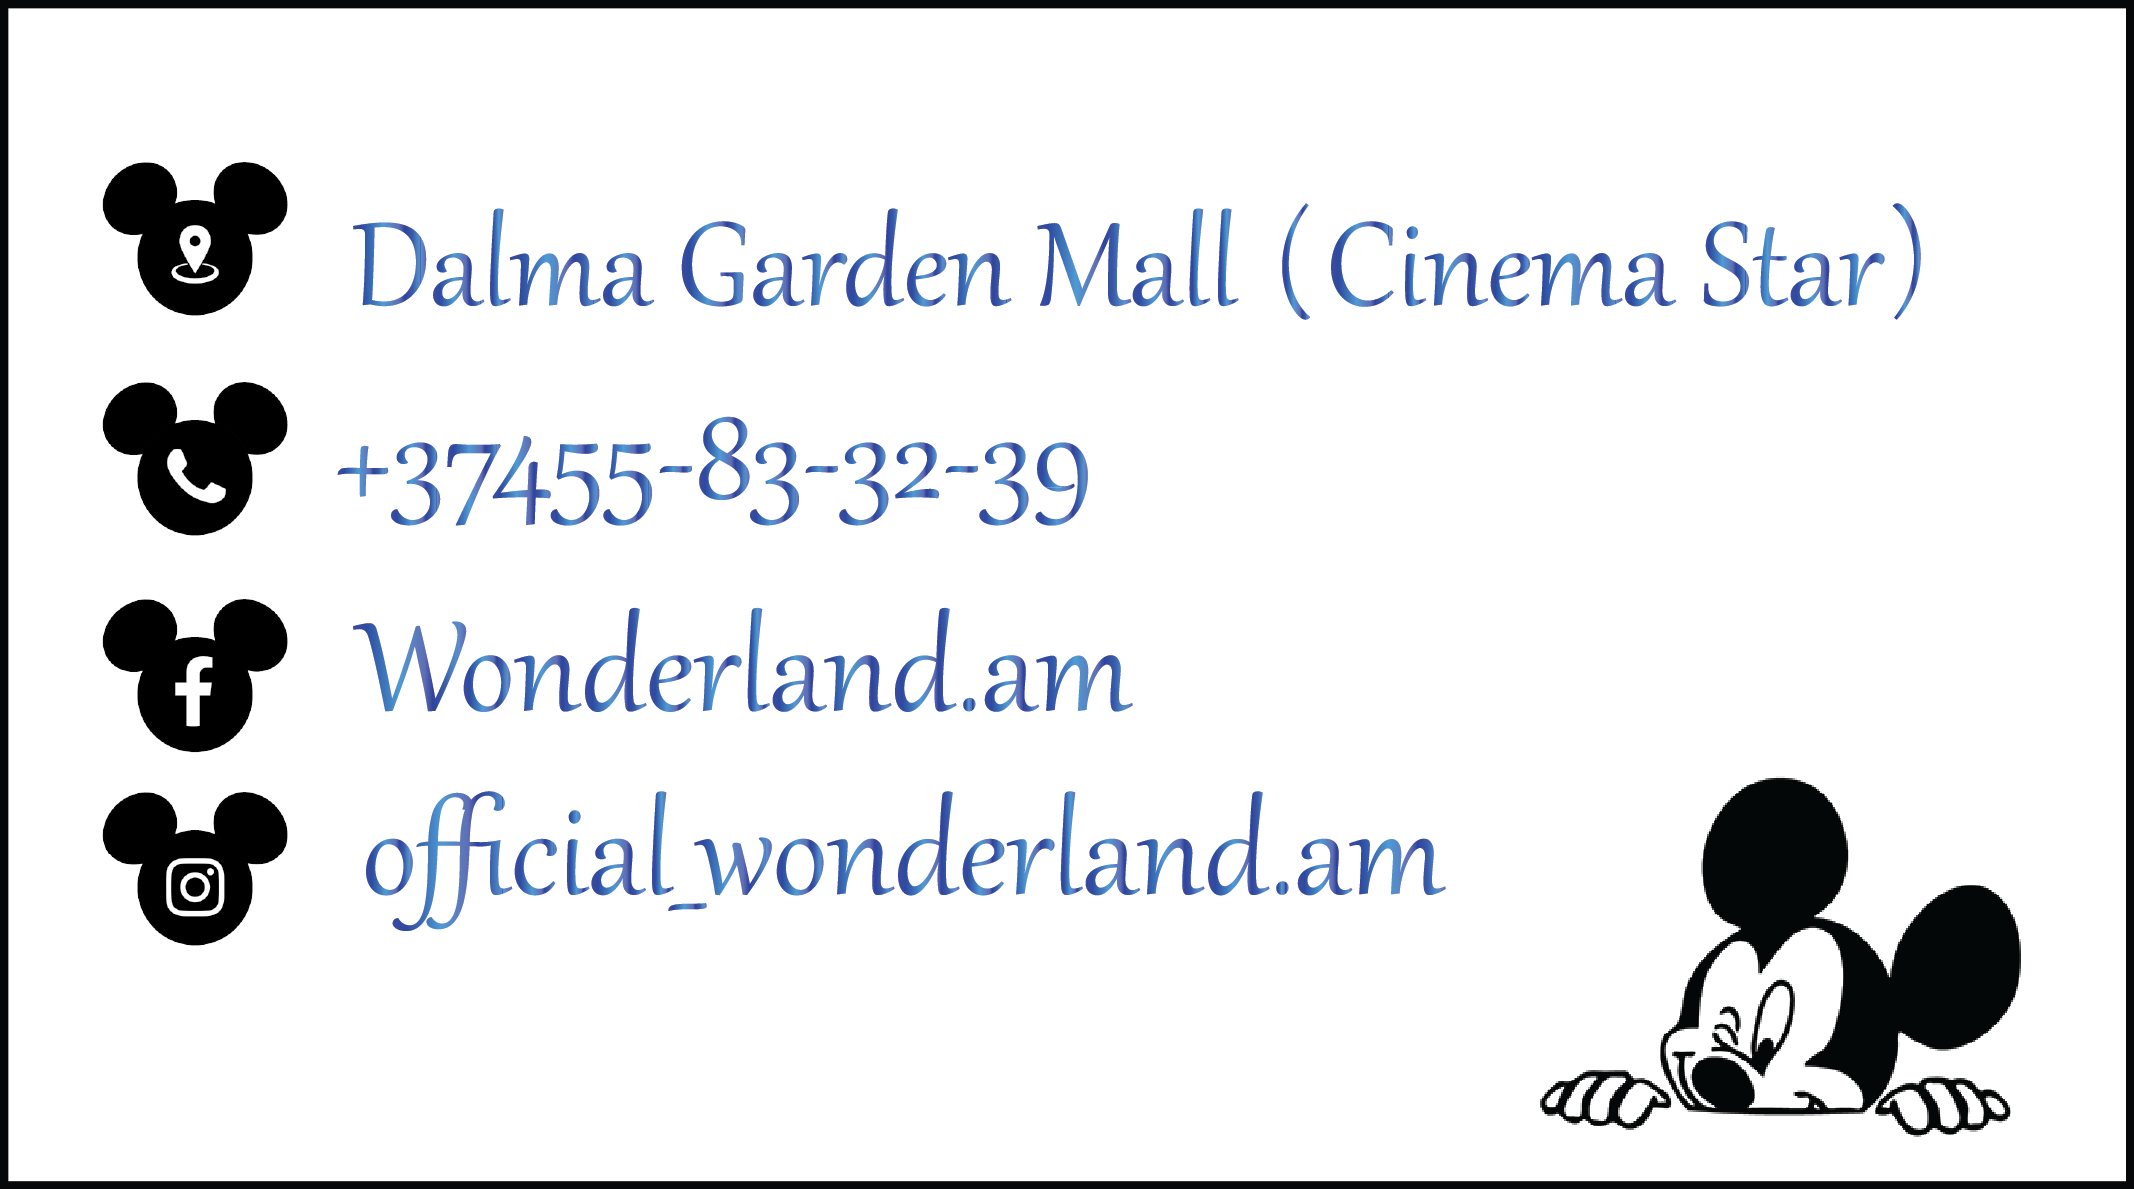 Dalma Garden Mall (Cinema Star)
+37455-83-32-39
Wonderland.am
official_wonderland.am